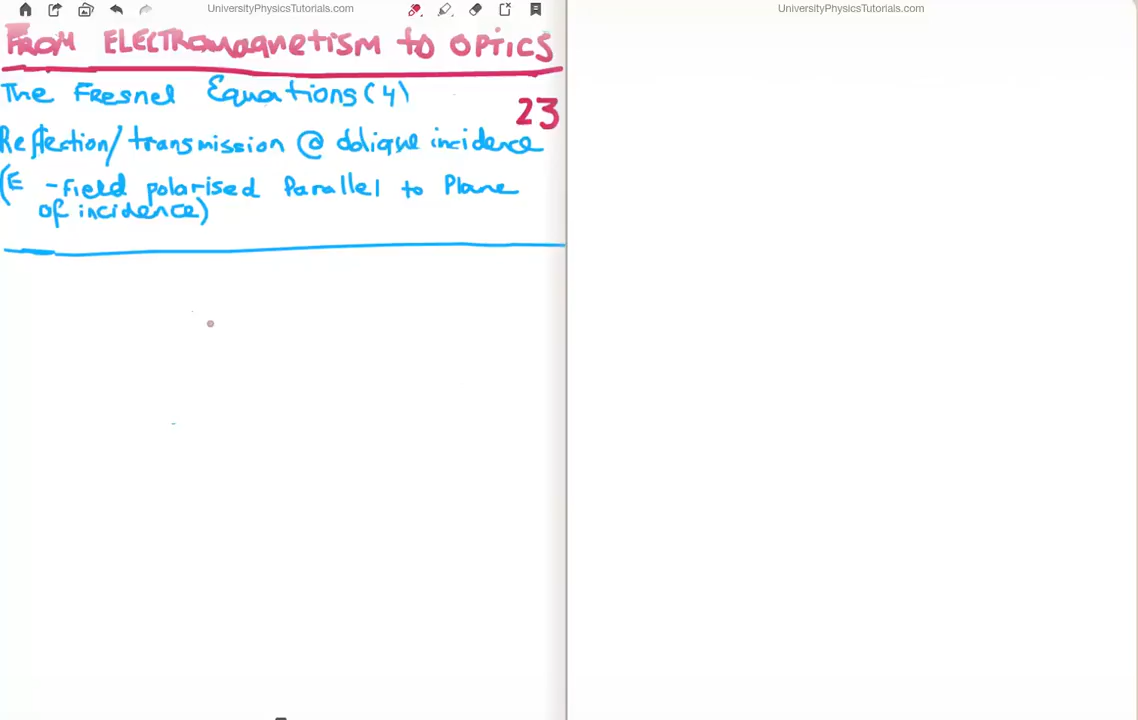 UniversityPhysicsTutorials.com
UniversityPhysicsTutorials.com
From ELECTRomagnetism to OPTICS
The Fresnel Equations (4)
23
Reflection/transmission @ oblique incidence
(E -field polarised Parallel to Plane
of incidence)